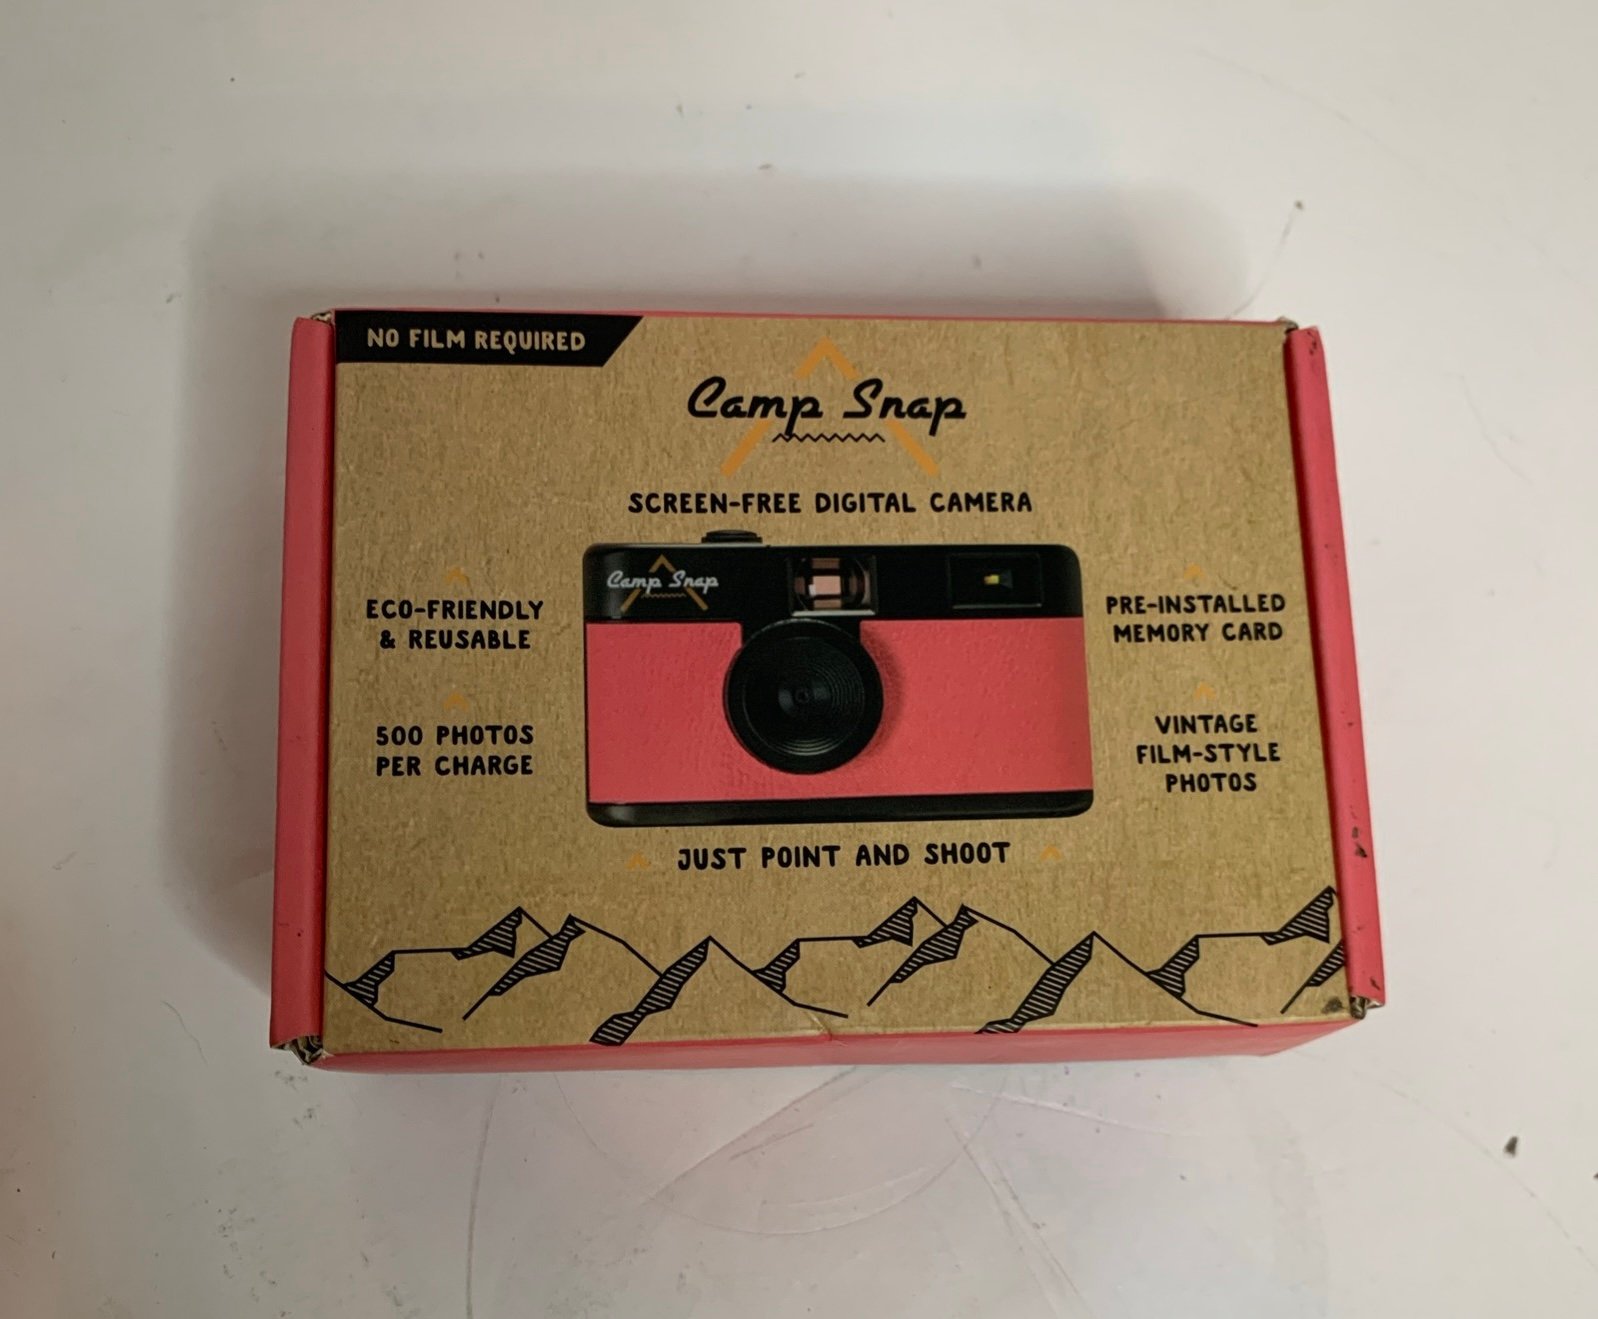 NO FILM REQUIRED
Camp Snap
SCREEN-FREE DIGITAL CAMERA
Camp Snap
ECO-FRIENDLY
& REUSABLE
500 PHOTOS
PER CHARGE
PRE-INSTALLED
MEMORY CARD
VINTAGE
FILM-STYLE
PHOTOS
JUST POINT AND SHOOT